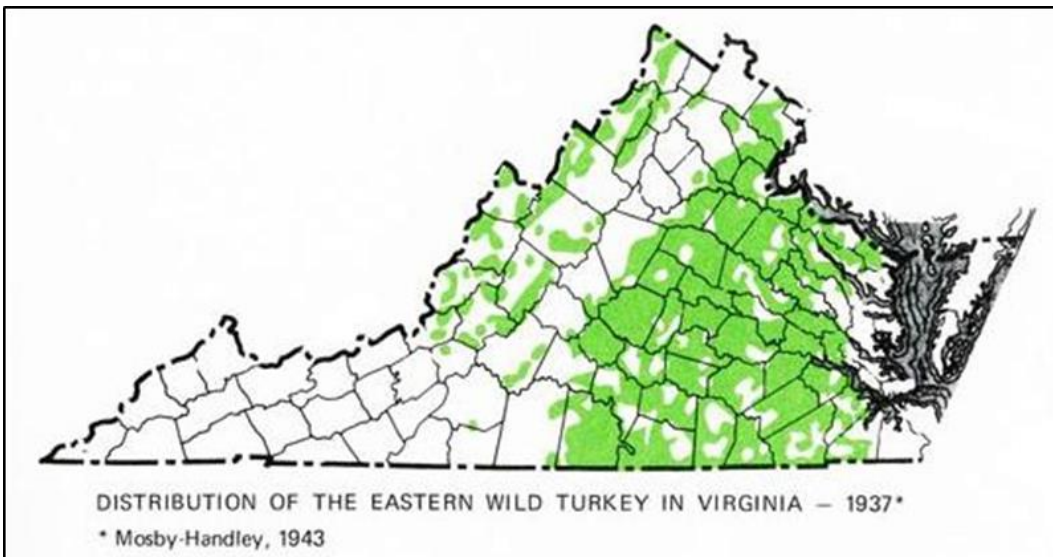 DISTRIBUTION OF THE EASTERN WILD TURKEY IN VIRGINIA – 1937*
* Mosby-Handley, 1943